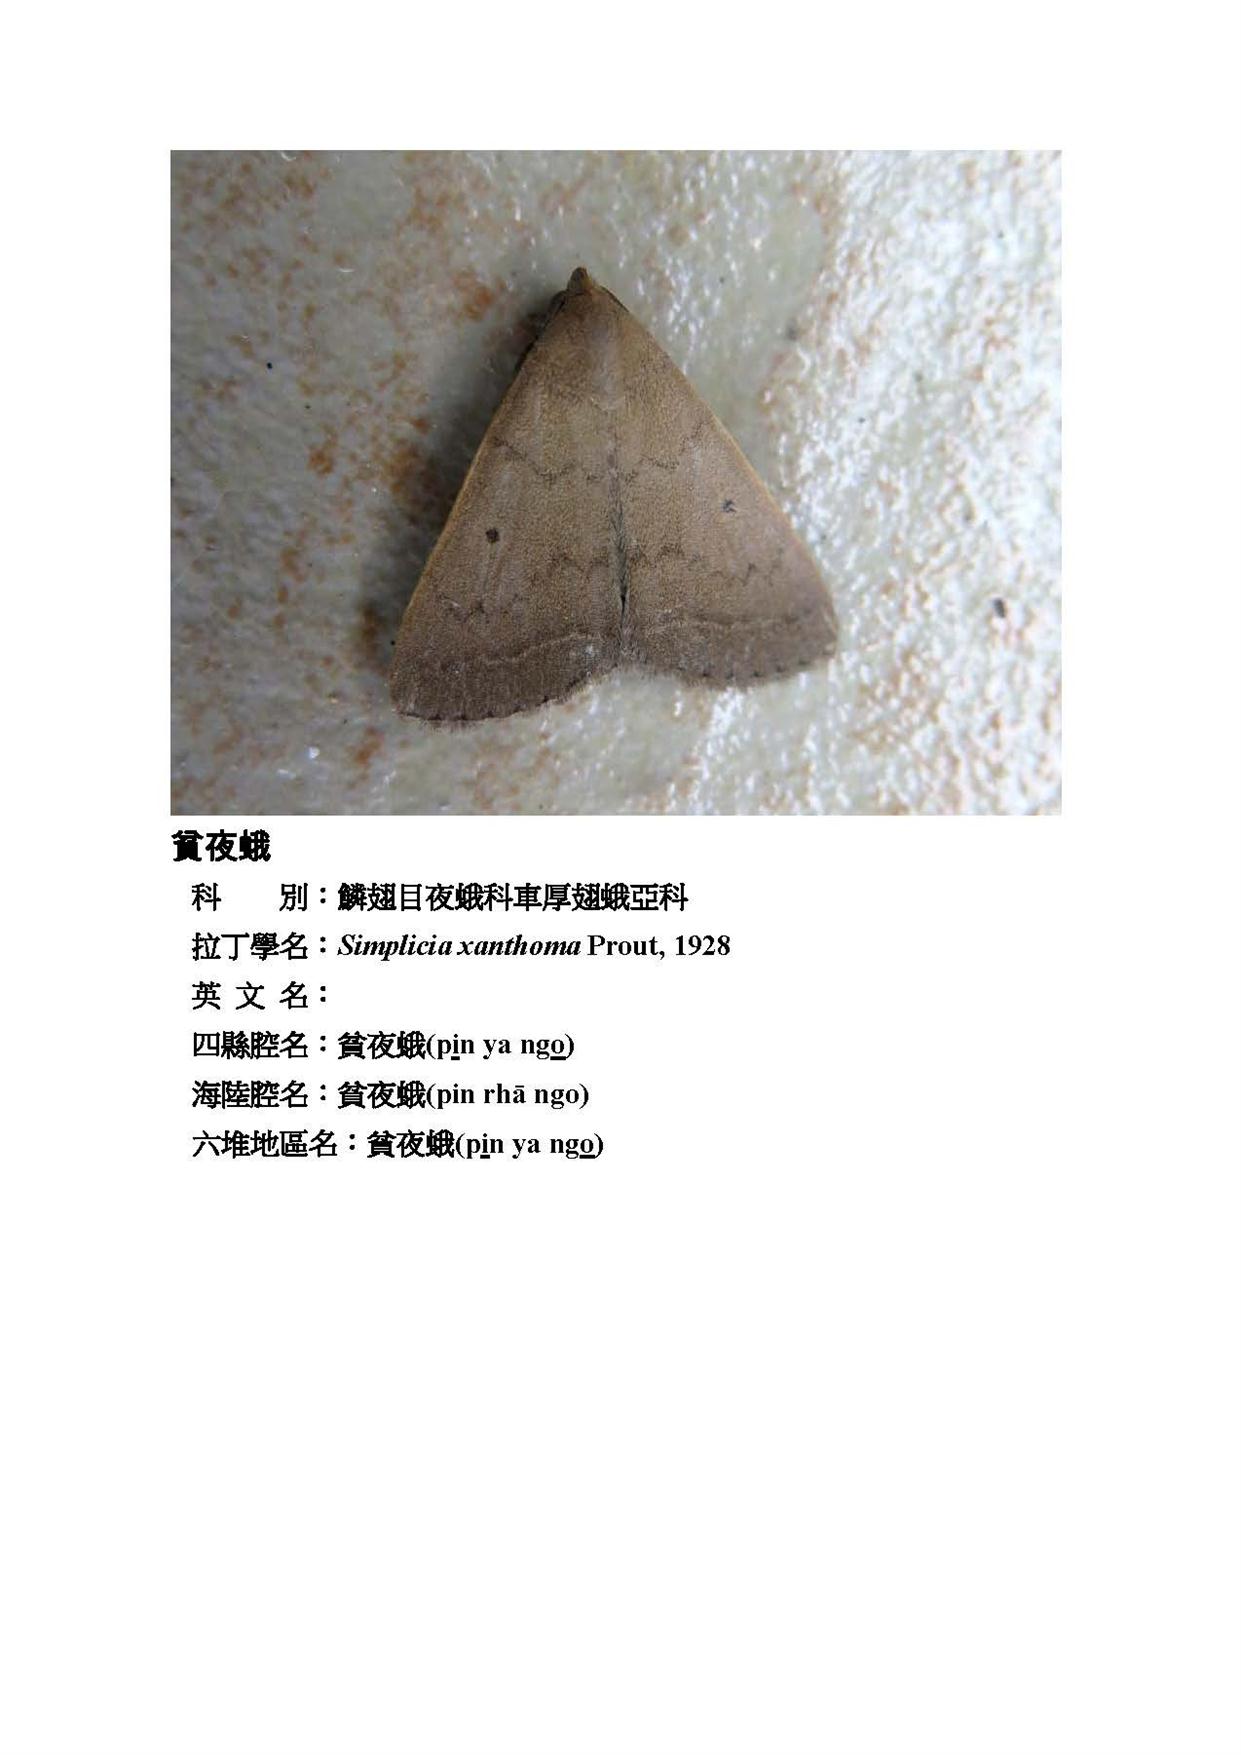 貧夜蛾
科　　別：鱗翅目夜蛾科車厚翅蛾亞科
拉丁學名：Simplicia xanthoma Prout, 1928
英 文 名：
四縣腔名：貧夜蛾(pi̲n ya ngo̲)
海陸腔名：貧夜蛾(pin rhā ngo)
六堆地區名：貧夜蛾(pi̲n ya ngo̲)